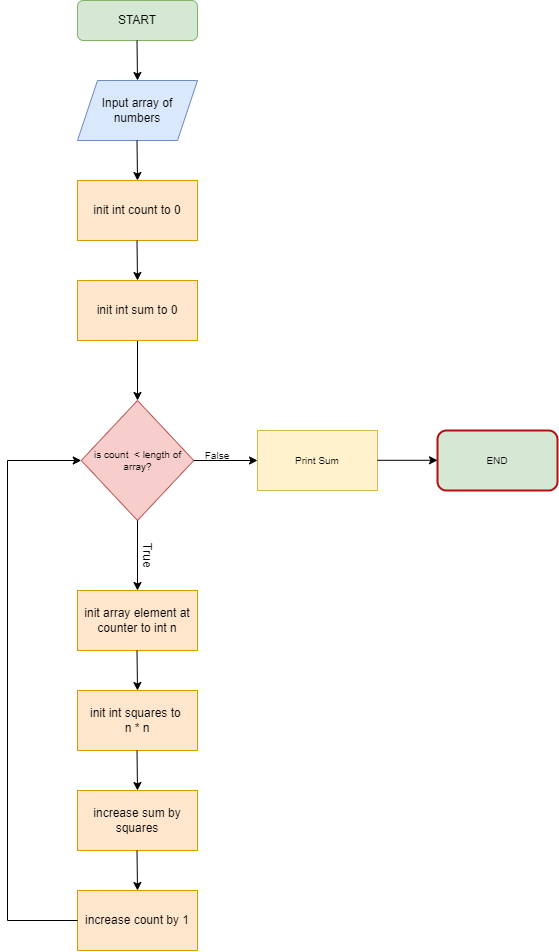 START
Input array of
numbers
init int count to 0
init int sum to 0
is count < length of
array?
False
Print Sum
END
True
init array element at
counter to int n
init int squares to
n * n
increase sum by
squares
increase count by 1